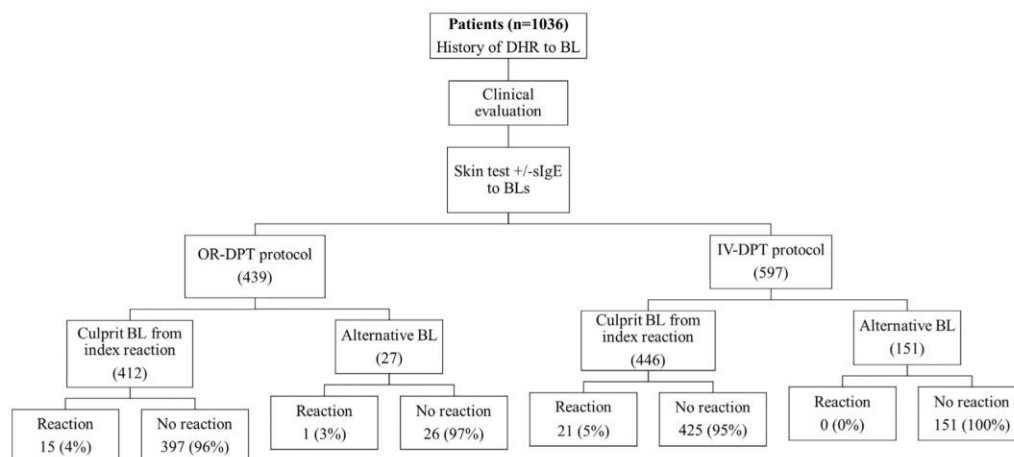 Patients (n=1036)
History of DHR to BL
Clinical
evaluation
Skin test +/-sIgE
to BLs
OR-DPT protocol
(439)
IV-DPT protocol
(597)
Culprit BL from
index reaction
(412)
Alternative BL
(27)
Culprit BL from
index reaction
(446)
Alternative BL
(151)
Reaction
15 (4%)
No reaction
397 (96%)
Reaction
1 (3%)
No reaction
26 (97%)
Reaction
21 (5%)
No reaction
425 (95%)
Reaction
0 (0%)
No reaction
151 (100%)